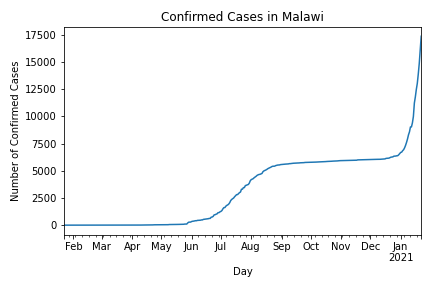 Confirmed Cases in Malawi
17500
15000
12500
10000
7500
5000
2500
0
Number of Confirmed Cases
Feb Mar Apr May Jun Jul Aug Sep Oct Nov Dec Jan
2021
Day